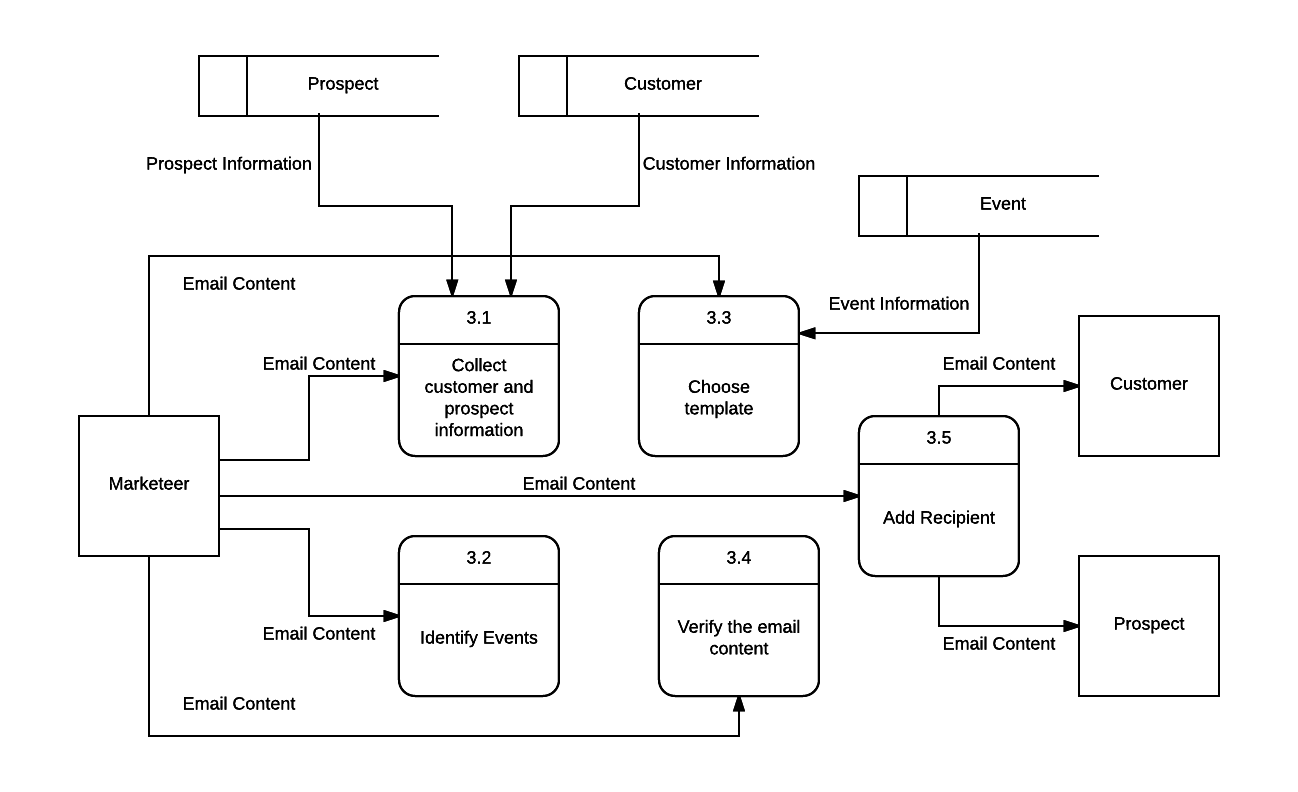 Prospect
Customer
Prospect Information
Customer Information
Event
Email Content
Event Information
3.1
3.3
Email Content
Collect
customer and
prospect
information
Choose
template
Email Content
Customer
3.5
Marketeer
Email Content
Add Recipient
3.2
3.4
Email Content
Identify Events
Verify the email
content
Email Content
Prospect
Email Content